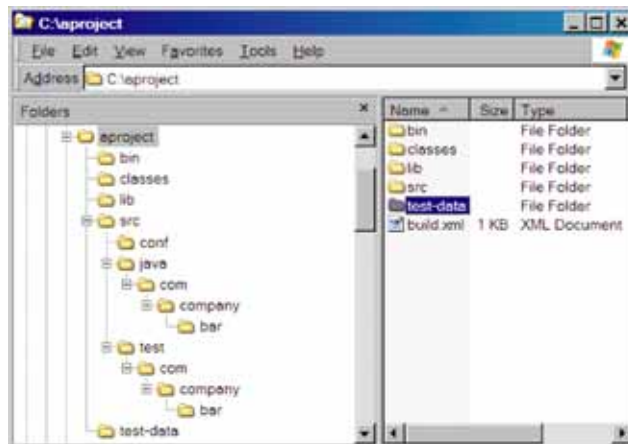 C:\aproject
File Edit View Favorites Tools Help
Address C:\aproject
Folders
aproject
bin
classes
lib
src
conf
java
com
company
bar
test
com
company
bar
test-data
Name Size Type
bin File Folder
classes File Folder
lib File Folder
src File Folder
test-data File Folder
build.xml 1 KB XML Document